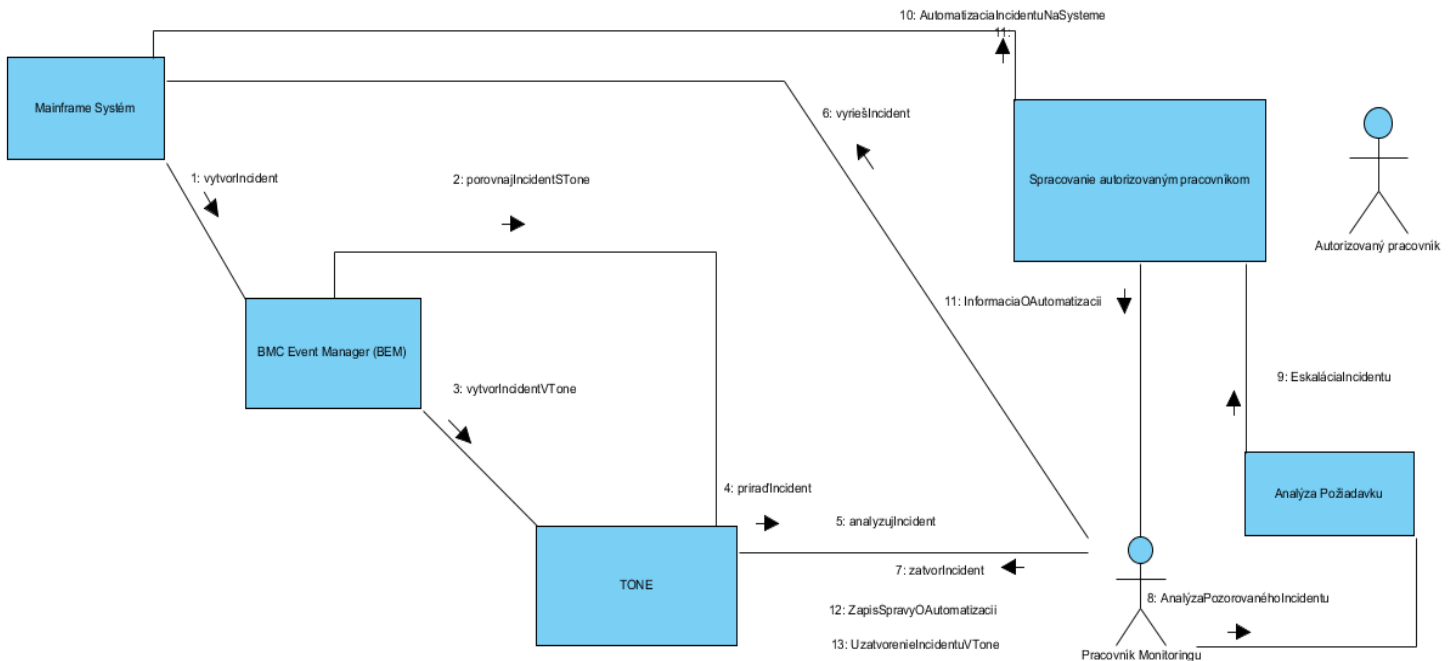 10: AutomatizaciaIncidentuNaSysteme
11:
Mainframe Systém
6: vyriešIncident
1: vytvorIncident
2: porovnajIncidentSTone
Spracovanie autorizovaným pracovníkom
Autorizovaný pracovník
11: InformaciaOAutomatizacii
BMC Event Manager (BEM)
9: EskaláciaIncidentu
3: vytvorIncidentVTone
4: priraďIncident
Analýza Požiadavku
5: analyzujIncident
7: zatvorIncident
TONE
8: AnalýzaPozorovanéhoIncidentu
12: ZapisSpravyOAutomatizacii
13: UzatvorenieIncidentuVTone
Pracovník Monitoringu